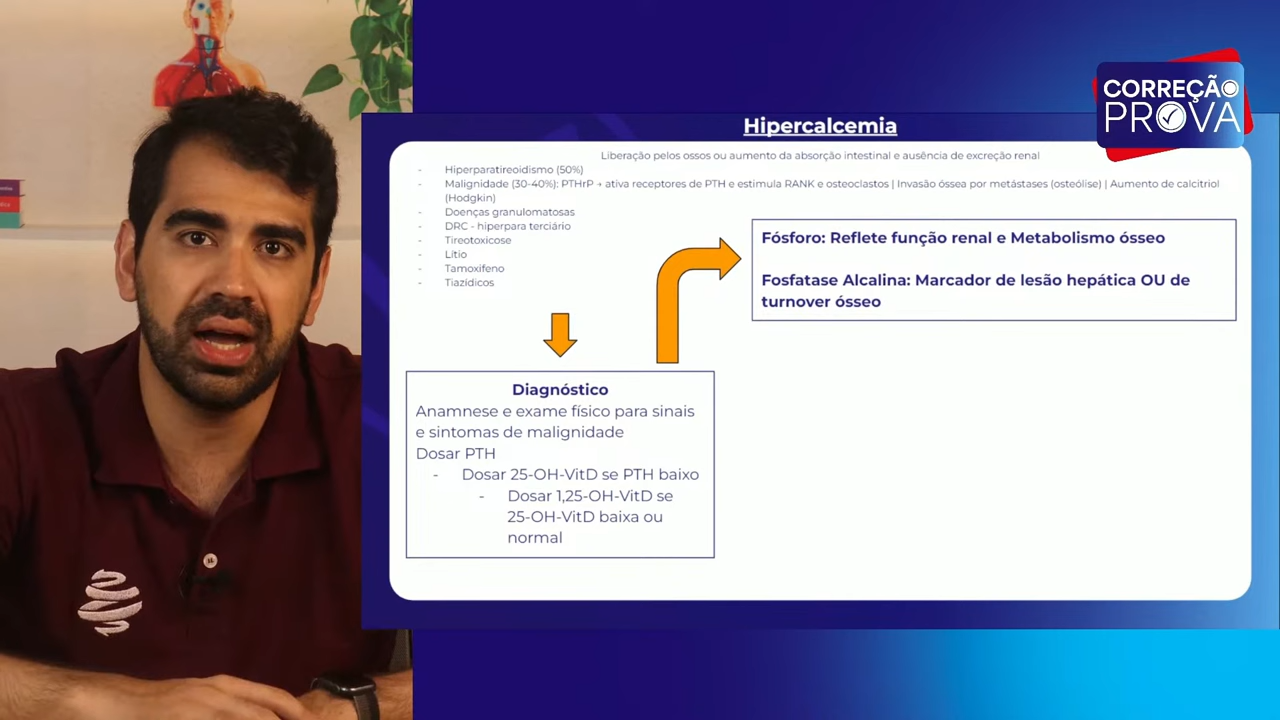 CORREÇÃO
PROVA
Hipercalcemia
Liberação pelos ossos ou aumento da absorção intestinal e ausência de excreção renal
- Hiperparatireoidismo (50%)
- Malignidade (30-40%): PTHrP → ativa receptores de PTH e estimula RANK e osteoclastos | Invasão óssea por metástases (osteólise) | Aumento de calcitriol
(Hodgkin)
- Doenças granulomatosas
- DRC - hiperpara terciário
- Tireotoxicose
- Lítio
- Tamoxifeno
- Tiazídicos
Fósforo: Reflete função renal e Metabolismo ósseo
Fosfatase Alcalina: Marcador de lesão hepática OU de
turnover ósseo
Diagnóstico
Anamnese e exame físico para sinais
e sintomas de malignidade
Dosar PTH
- Dosar 25-OH-VitD se PTH baixo
- Dosar 1,25-OH-VitD se
25-OH-VitD baixa ou
normal